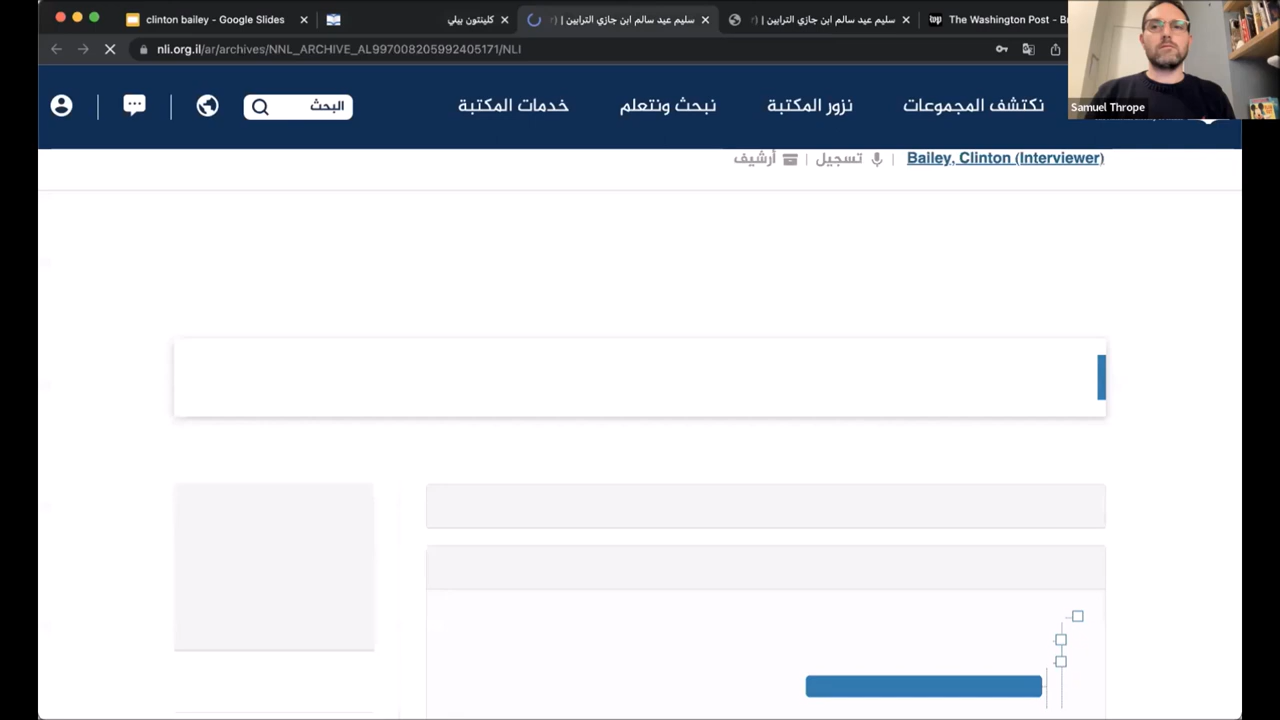 clinton bailey - Google Slides
كلينتون بيلي
سليم عيد سالم ابن جازي الترابين | (
سليم عيد سالم ابن جازي الترابين | (
The Washington Post - Br
nli.org.il/ar/archives/NNL_ARCHIVE_AL997008205992405171/NLI
البحث
خدمات المكتبة
نبحث ونتعلم
نزور المكتبة
نكتشف المجموعات
Samuel Thrope
أرشيف | تسجيل | Bailey, Clinton (Interviewer)